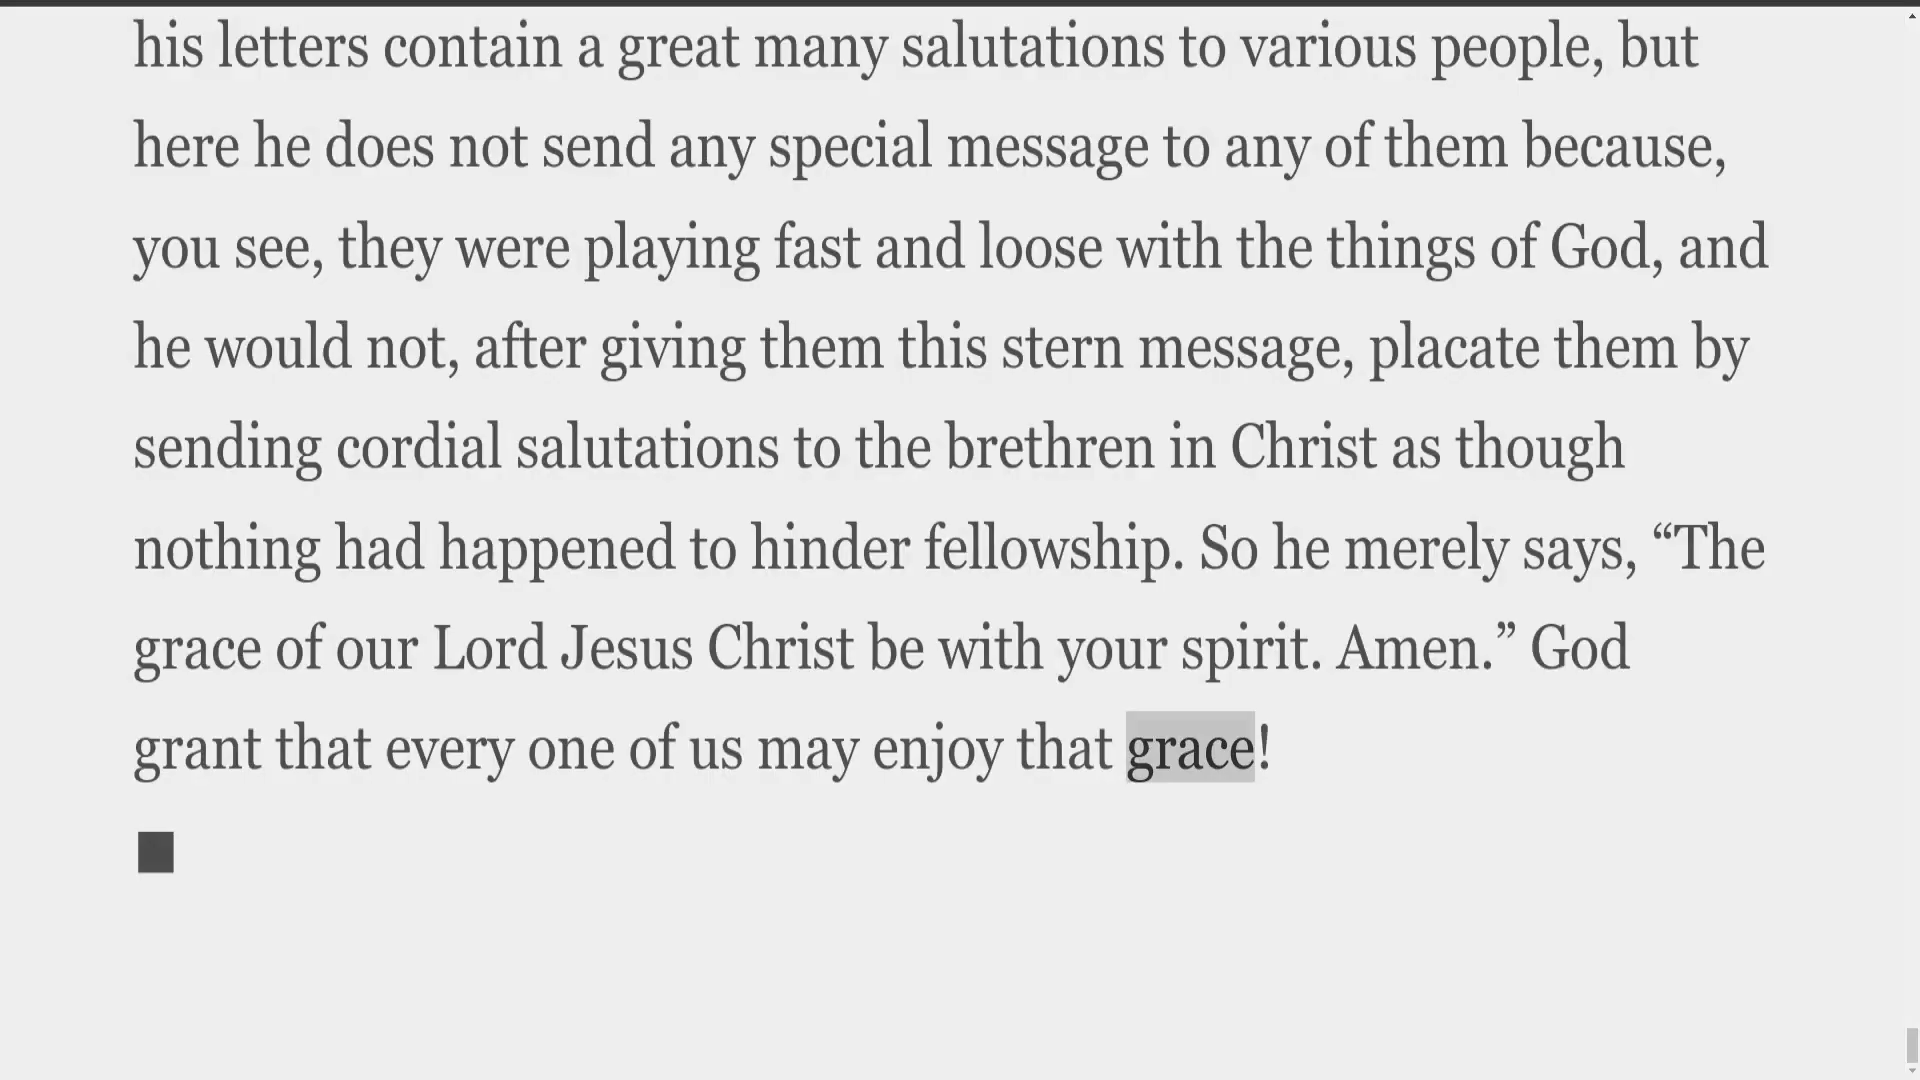 his letters contain a great many salutations to various people, but
here he does not send any special message to any of them because,
you see, they were playing fast and loose with the things of God, and
he would not, after giving them this stern message, placate them by
sending cordial salutations to the brethren in Christ as though
nothing had happened to hinder fellowship. So he merely says, “The
grace of our Lord Jesus Christ be with your spirit. Amen.” God
grant that every one of us may enjoy that grace!